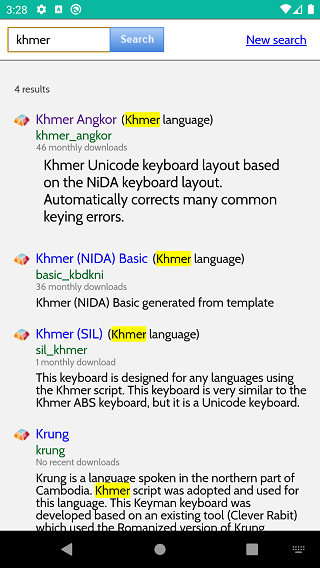 3:28
khmer
Search
New search
4 results
Khmer Angkor (Khmer language)
khmer_angkor
46 monthly downloads
Khmer Unicode keyboard layout based
on the NiDA keyboard layout.
Automatically corrects many common
keying errors.
Khmer (NIDA) Basic (Khmer language)
basic_kbdkni
36 monthly downloads
Khmer (NIDA) Basic generated from template
Khmer (SIL) (Khmer language)
sil_khmer
1 monthly download
This keyboard is designed for any languages using
the Khmer script. This keyboard is very similar to the
Khmer ABS keyboard, but it is a Unicode keyboard.
Krung
krung
No recent downloads
Krung is a language spoken in the northern part of
Cambodia. Khmer script was adopted and used for
this language. This Keyman keyboard was
developed based on an existing tool (Clever Rabit)
which used the Romanized version of Krung.